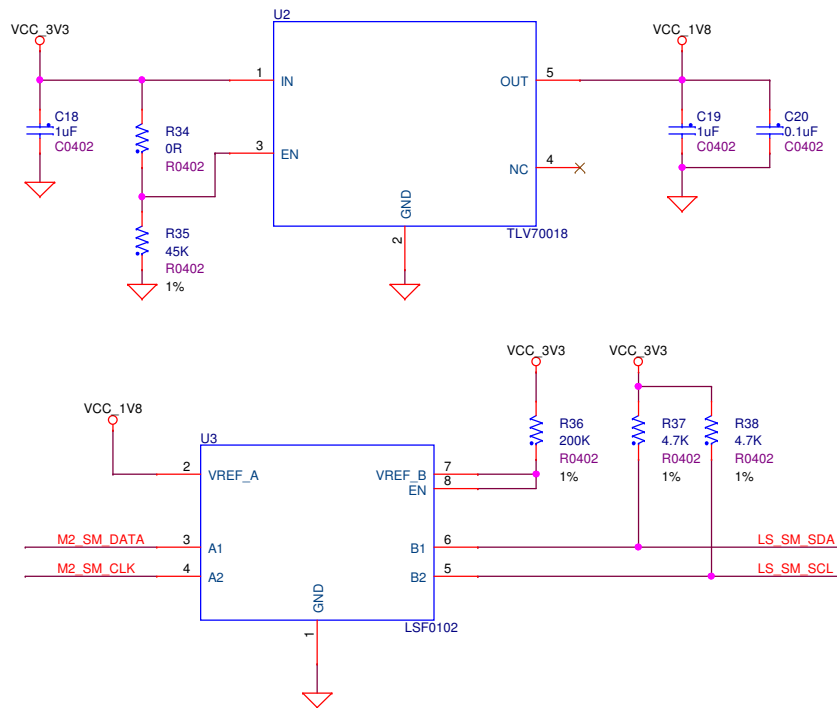 U2
VCC_3V3
VCC_1V8
1
IN
OUT
5
C18
1uF
C0402
R34
0R
R0402
3
EN
NC
4
C19
1uF
C0402
C20
0.1uF
C0402
GND
2
TLV70018
R35
45K
R0402
1%
VCC_3V3
VCC_3V3
VCC_1V8
U3
R36
200K
R0402
1%
R37
4.7K
R0402
1%
R38
4.7K
R0402
1%
2
VREF_A
VREF_B
7
EN
8
M2_SM_DATA
3
A1
B1
6
LS_SM_SDA
M2_SM_CLK
4
A2
B2
5
LS_SM_SCL
GND
1
LSF0102